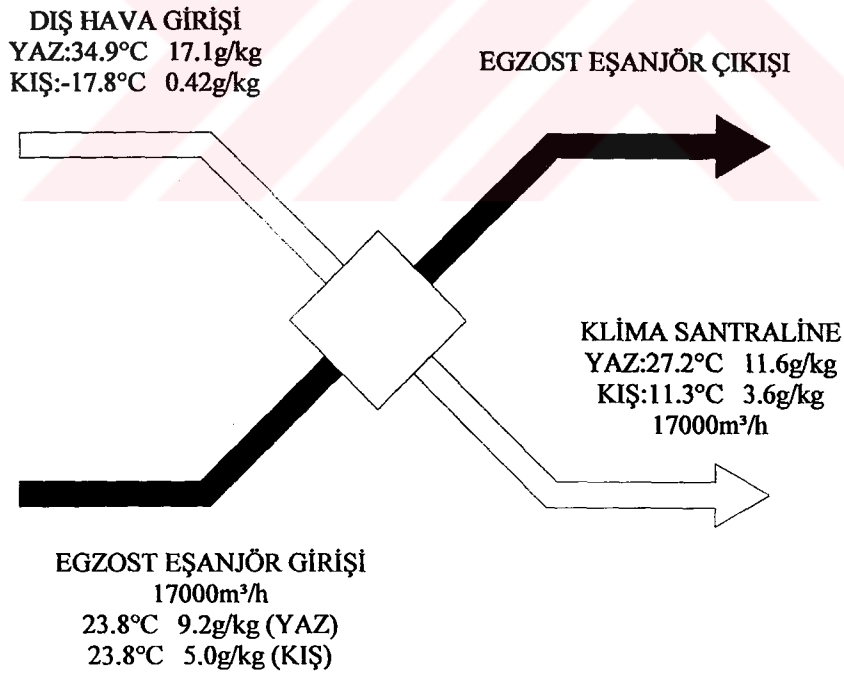 DIŞ HAVA GİRİŞİ
YAZ:34.9°C 17.1g/kg
KIŞ:-17.8°C 0.42g/kg
EGZOST EŞANJÖR ÇIKIŞI
KLİMA SANTRALİNE
YAZ:27.2°C 11.6g/kg
KIŞ:11.3°C 3.6g/kg
17000m³/h
EGZOST EŞANJÖR GİRİŞİ
17000m³/h
23.8°C 9.2g/kg (YAZ)
23.8°C 5.0g/kg (KIŞ)